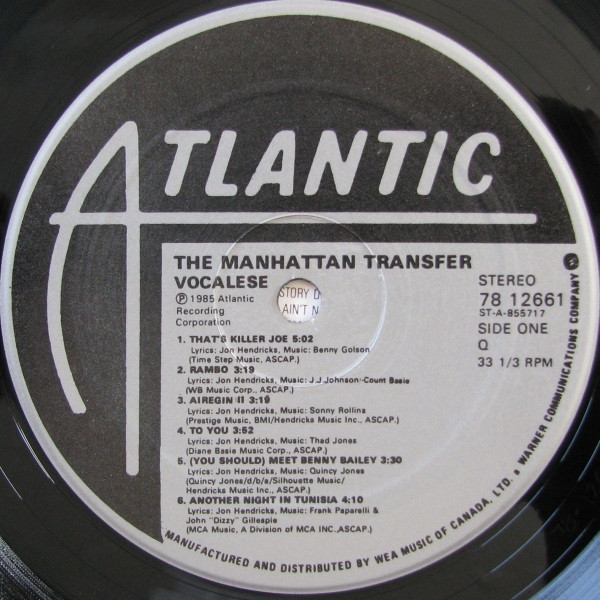 ATLANTIC
THE MANHATTAN TRANSFER
VOCALESE
℗ 1985 Atlantic
Recording
Corporation
STORY D
AIN'T N
STEREO
78 12661
ST-A-855717
SIDE ONE
Q
33 1/3 RPM
1. THAT'S KILLER JOE 5:02
Lyrics: Jon Hendricks, Music: Benny Golson
(Time Step Music, ASCAP.)
2. RAMBO 3:19
Lyrics: Jon Hendricks, Music: J.J Johnson-Count Basie
(WB Music Corp., ASCAP.)
3. AIREGIN II 3:19
Lyrics: Jon Hendricks, Music: Sonny Rollins
(Prestige Music, BMI/Hendricks Music Inc., ASCAP.)
4. TO YOU 3:52
Lyrics: Jon Hendricks, Music: Thad Jones
(Diane Basie Music Corp., ASCAP.)
5. (YOU SHOULD) MEET BENNY BAILEY 3:30
Lyrics: Jon Hendricks, Music: Quincy Jones
(Quincy Jones/d/b/a/Silhouette Music/
Hendricks Music Inc., ASCAP.)
6. ANOTHER NIGHT IN TUNISIA 4:10
Lyrics: Jon Hendricks, Music: Frank Paparelli &
John "Dizzy" Gillespie
(MCA Music, A Division of MCA INC.,ASCAP.)
MANUFACTURED AND DISTRIBUTED BY WEA MUSIC OF CANADA, LTD. a WARNER COMMUNICATIONS COMPANY